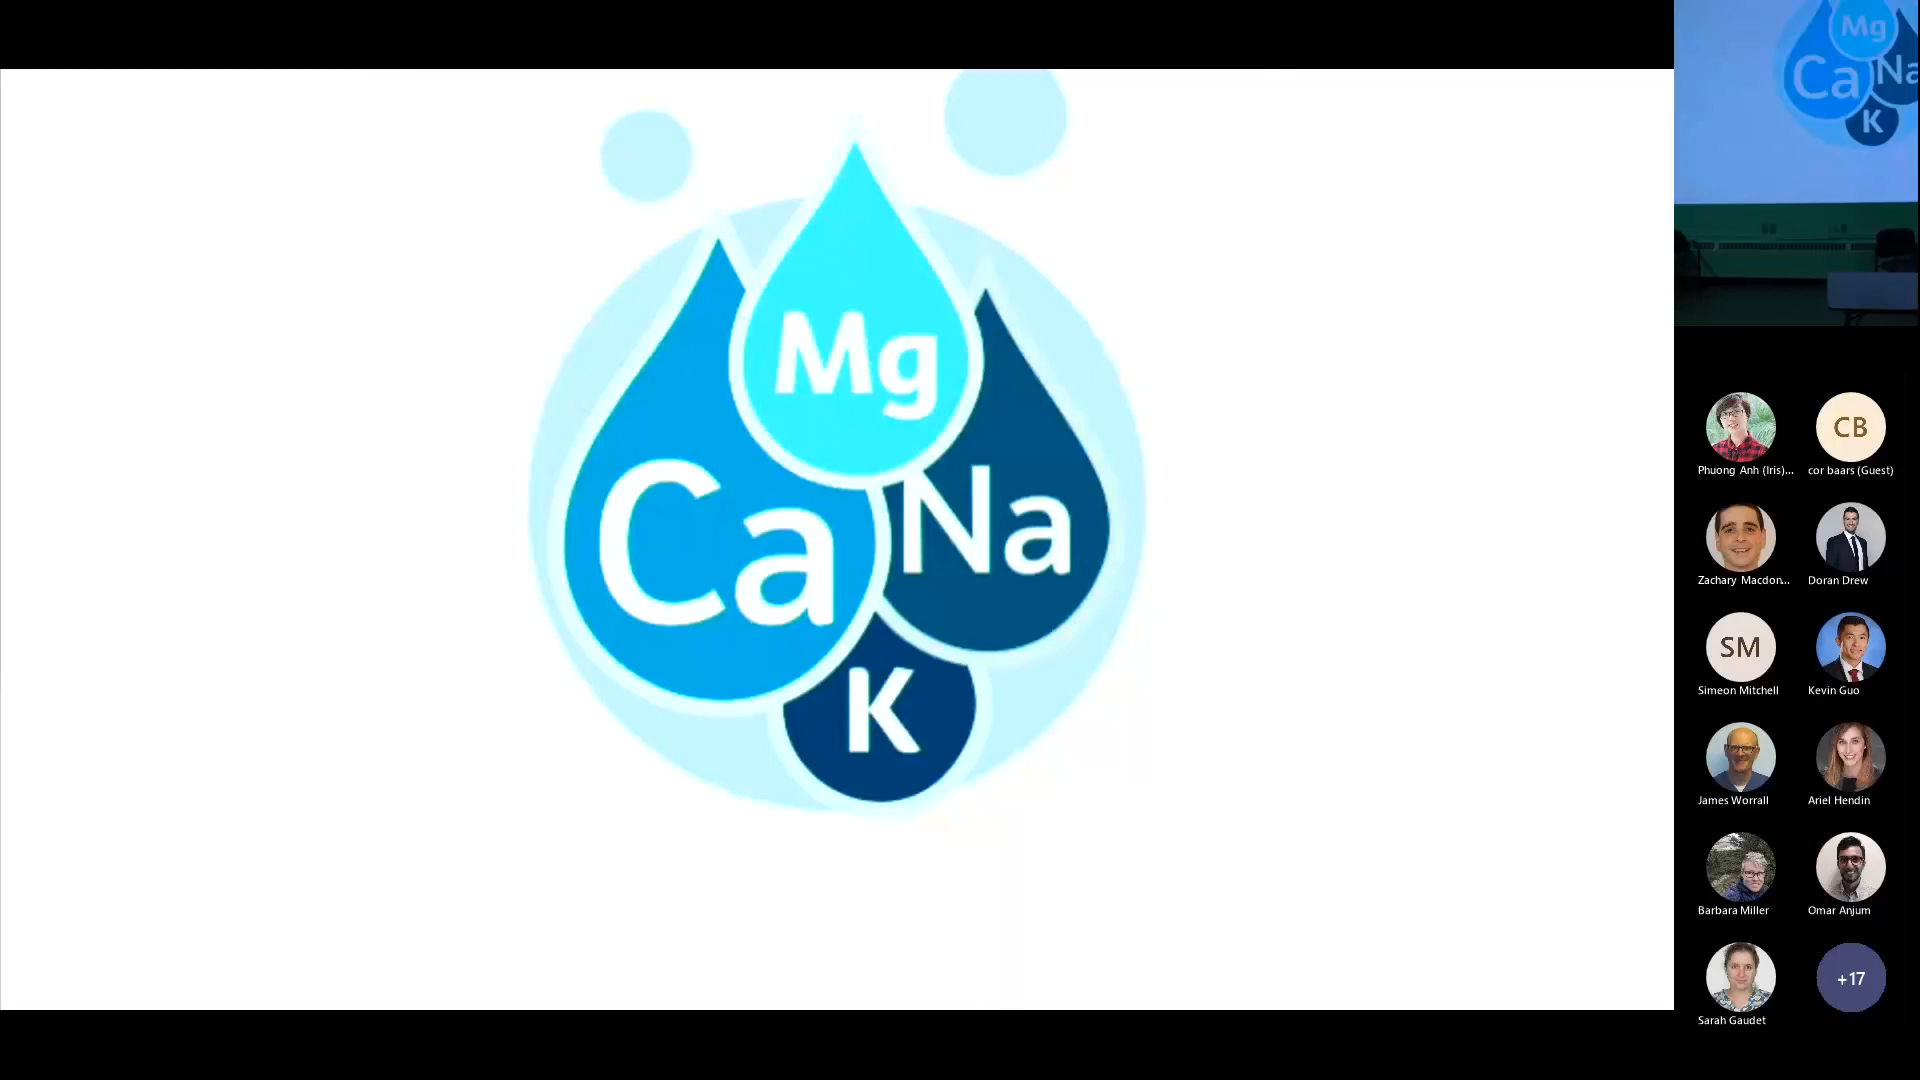 Mg
Ca
Na
K
Mg
Ca
Na
K
Phuong Anh (Iris)...
CB
cor baars (Guest)
Zachary Macdon...
Doran Drew
SM
Simeon Mitchell
Kevin Guo
James Worrall
Ariel Hendin
Barbara Miller
Omar Anjum
Sarah Gaudet
+17